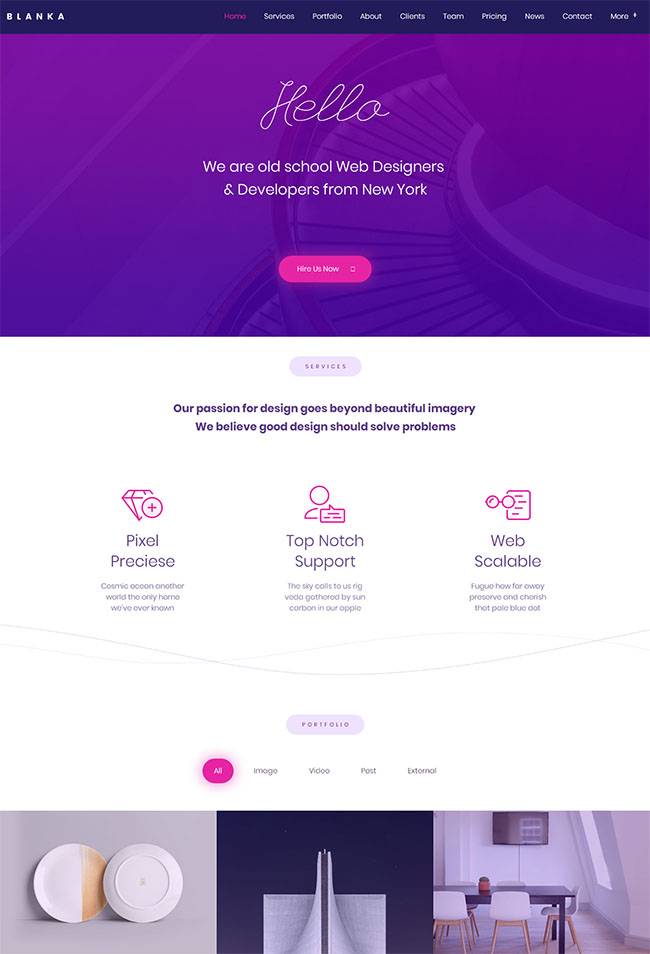 BLANKA
Home Services Portfolio About Clients Team Pricing News Contact More
Hello
We are old school Web Designers
& Developers from New York
Hire Us Now
SERVICES
Our passion for design goes beyond beautiful imagery
We believe good design should solve problems
Pixel
Preciese
Cosmic ocean another
world the only home
we've ever known
Top Notch
Support
The sky calls to us rig
veda gathered by sun
carbon in our apple
Web
Scalable
Fugue how far away
preserve and cherish
that pale blue dot
PORTFOLIO
All Image Video Post External